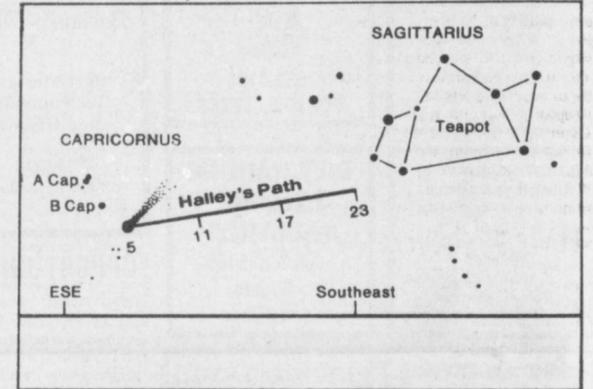 SAGITTARIUS
Teapot
CAPRICORNUS
A Cap
B Cap
Halley's Path
5
11
17
23
ESE
Southeast